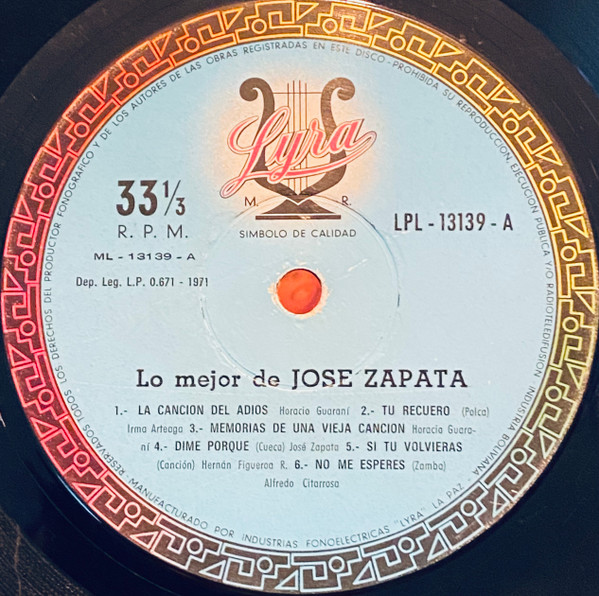 RESERVADOS TODOS LOS DERECHOS DEL PRODUCTOR FONOGRAFICO Y DE LOS AUTORES DE LAS OBRAS REGISTRADAS EN ESTE DISCO - PROHIBIDA SU REPRODUCCION, EJECUCION PUBLICA Y/O RADIOTELEDIFUSION - INDUSTRIA BOLIVIANA
Lyra
M. R.
SIMBOLO DE CALIDAD
33 1/3
R. P. M.
ML - 13139 - A
Dep. Leg. L.P. 0.671 - 1971
LPL - 13139 - A
Lo mejor de JOSE ZAPATA
1.- LA CANCION DEL ADIOS Horacio Guaraní 2.- TU RECUERO (Polca)
Irma Arteaga 3.- MEMORIAS DE UNA VIEJA CANCION Horacio Guara-
ní 4.- DIME PORQUE (Cueca) José Zapata 5.- SI TU VOLVIERAS
(Canción) Hernán Figueroa R. 6.- NO ME ESPERES (Zamba)
Alfredo Citarrosa
MANUFACTURADO POR INDUSTRIAS FONOELECTRICAS "LYRA" LA PAZ -